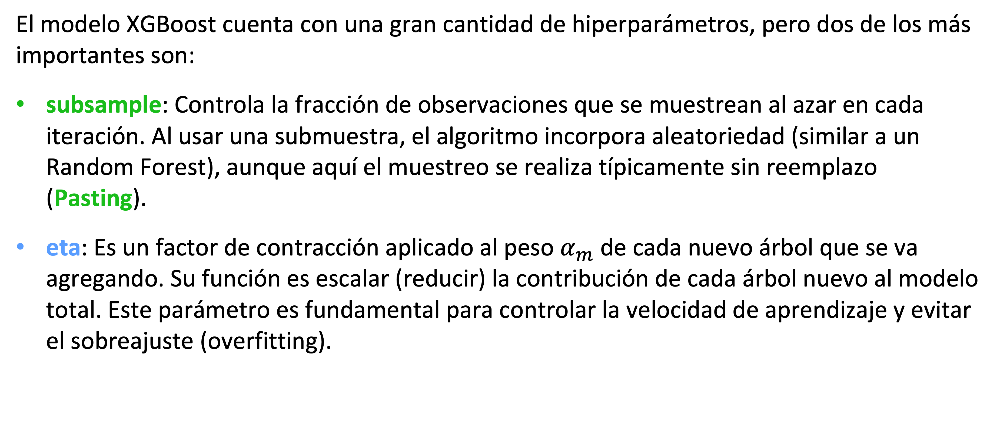 El modelo XGBoost cuenta con una gran cantidad de hiperparámetros, pero dos de los más
importantes son:
• subsample: Controla la fracción de observaciones que se muestrean al azar en cada
iteración. Al usar una submuestra, el algoritmo incorpora aleatoriedad (similar a un
Random Forest), aunque aquí el muestreo se realiza típicamente sin reemplazo
(Pasting).
• eta: Es un factor de contracción aplicado al peso αₘ de cada nuevo árbol que se va
agregando. Su función es escalar (reducir) la contribución de cada árbol nuevo al modelo
total. Este parámetro es fundamental para controlar la velocidad de aprendizaje y evitar
el sobreajuste (overfitting).